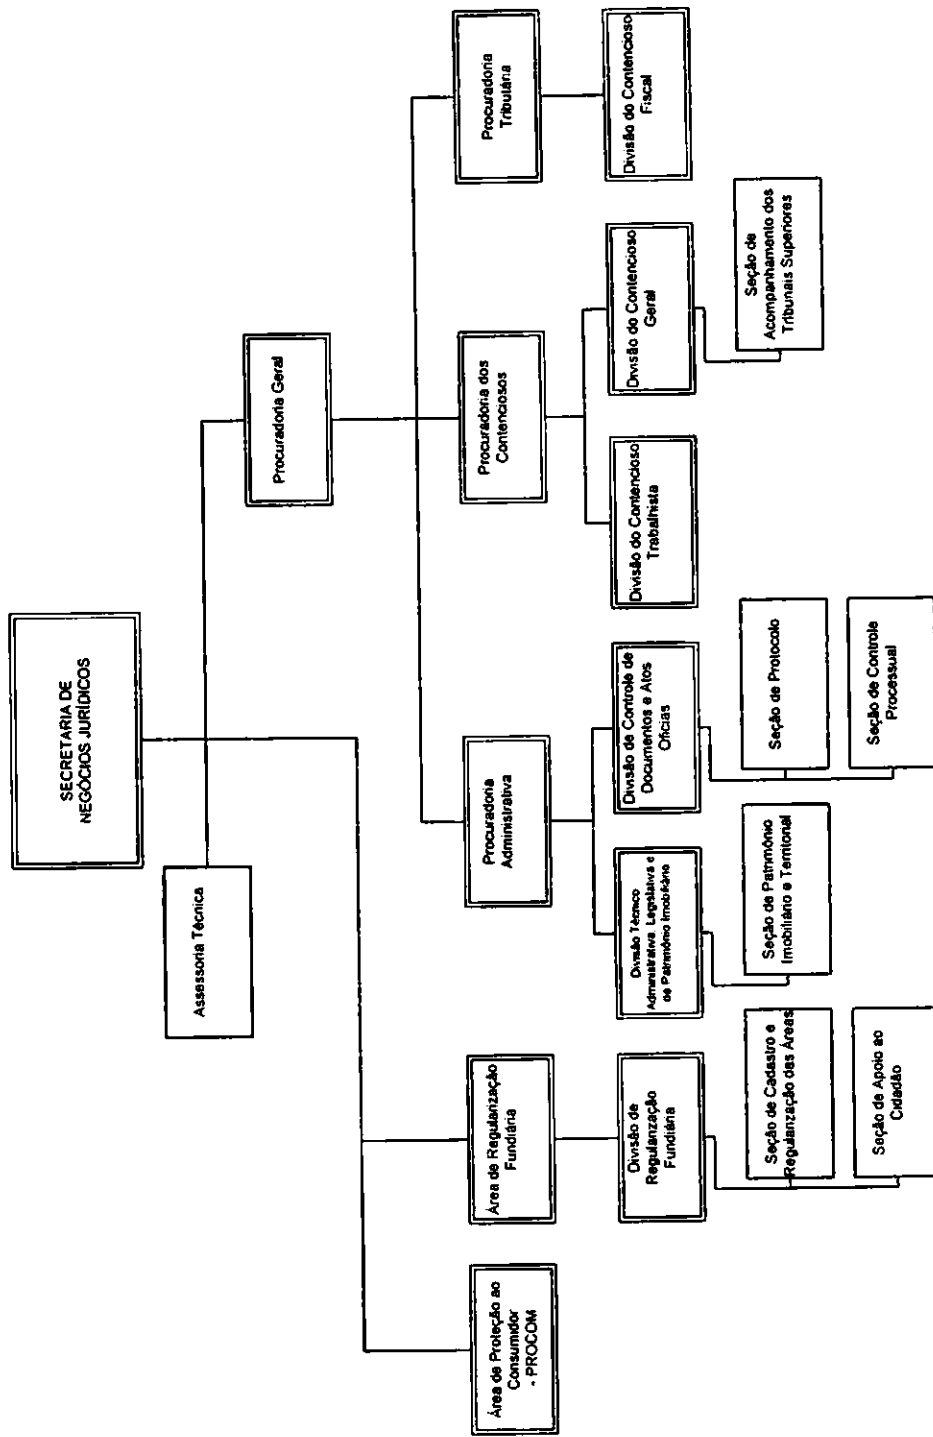 SECRETARIA DE
NEGÓCIOS JURÍDICOS
Assessoria Técnica
Procuradoria Geral
Área de Proteção ao
Consumidor
- PROCOM
Área de Regularização
Fundiária
Procuradoria
Administrativa
Procuradoria dos
Contenciosos
Procuradoria
Tributária
Divisão de
Regularização
Fundiária
Divisão Técnico
Administrativa, Legislativa e
de Patrimônio Imobiliário
Divisão de Controle de
Documentos e Atos
Oficias
Divisão do Contencioso
Trabalhista
Divisão do Contencioso
Geral
Divisão do Contencioso
Fiscal
Seção de Cadastro e
Regularização das Áreas
Seção de Patrimônio
Imobiliário e Territorial
Seção de Protocolo
Seção de
Acompanhamento dos
Tribunais Superiores
Seção de Apoio ao
Cidadão
Seção de Controle
Processual